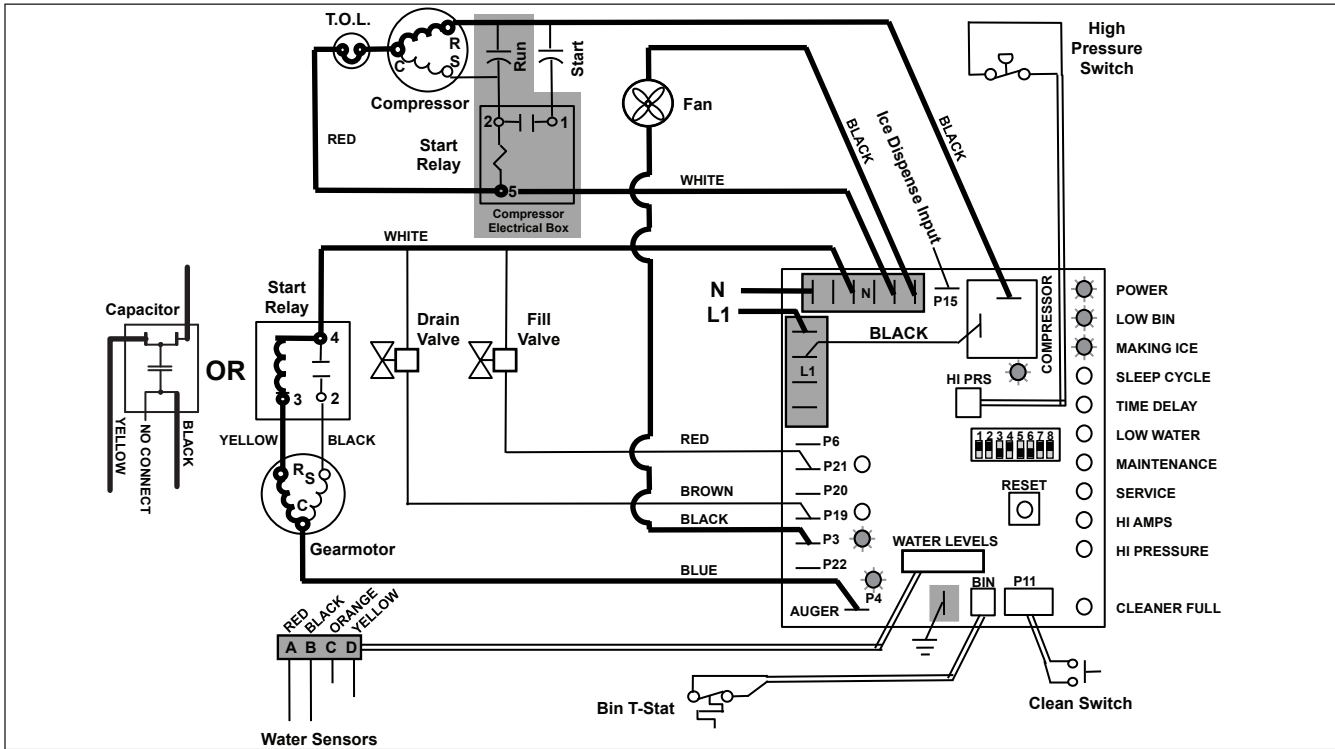 T.O.L.
R
S
C
Compressor
Run
Start
High
Pressure
Switch
Fan
2
1
RED
Start
Relay
5
Compressor
Electrical Box
WHITE
BLACK
Ice Dispense Input
BLACK
WHITE
Capacitor
OR
YELLOW
NO CONNECT
BLACK
Start
Relay
4
3
2
YELLOW
BLACK
R
S
C
Gearmotor
Drain
Valve
Fill
Valve
N
L1
N
P15
COMPRESSOR
BLACK
L1
HI PRS
POWER
LOW BIN
MAKING ICE
SLEEP CYCLE
TIME DELAY
LOW WATER
MAINTENANCE
SERVICE
HI AMPS
HI PRESSURE
CLEANER FULL
1 2 3 4 5 6 7 8
RESET
RED
P6
P21
P20
BROWN
P19
BLACK
P3
P22
BLUE
P4
AUGER
WATER LEVELS
BIN
P11
RED
BLACK
ORANGE
YELLOW
A B C D
Water Sensors
Bin T-Stat
Clean Switch